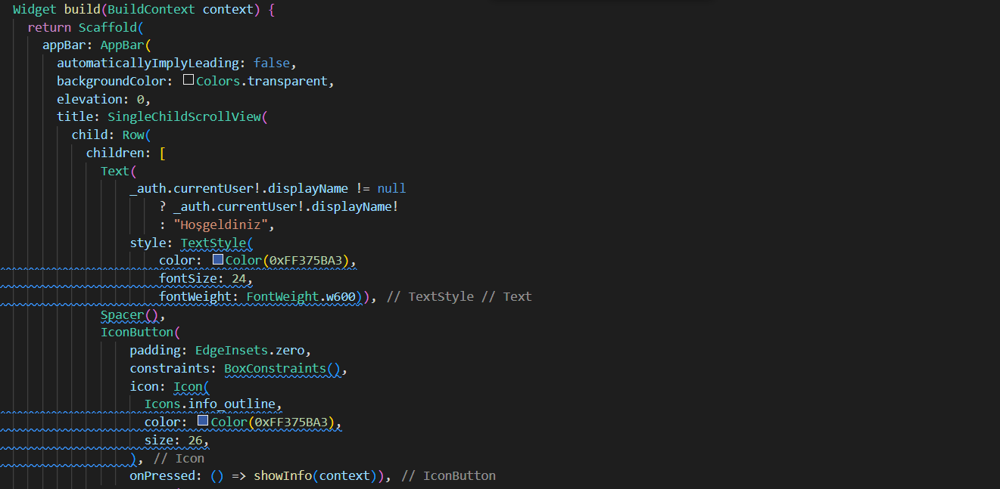 Widget build(BuildContext context) {
  return Scaffold(
    appBar: AppBar(
      automaticallyImplyLeading: false,
      backgroundColor: Colors.transparent,
      elevation: 0,
      title: SingleChildScrollView(
        child: Row(
          children: [
            Text(
                _auth.currentUser!.displayName != null
                    ? _auth.currentUser!.displayName!
                    : "Hoşgeldiniz",
                style: TextStyle(
                    color: Color(0xFF375BA3),
                    fontSize: 24,
                    fontWeight: FontWeight.w600)), // TextStyle // Text
            Spacer(),
            IconButton(
                padding: EdgeInsets.zero,
                constraints: BoxConstraints(),
                icon: Icon(
                  Icons.info_outline,
                  color: Color(0xFF375BA3),
                  size: 26,
                ), // Icon
                onPressed: () => showInfo(context)), // IconButton